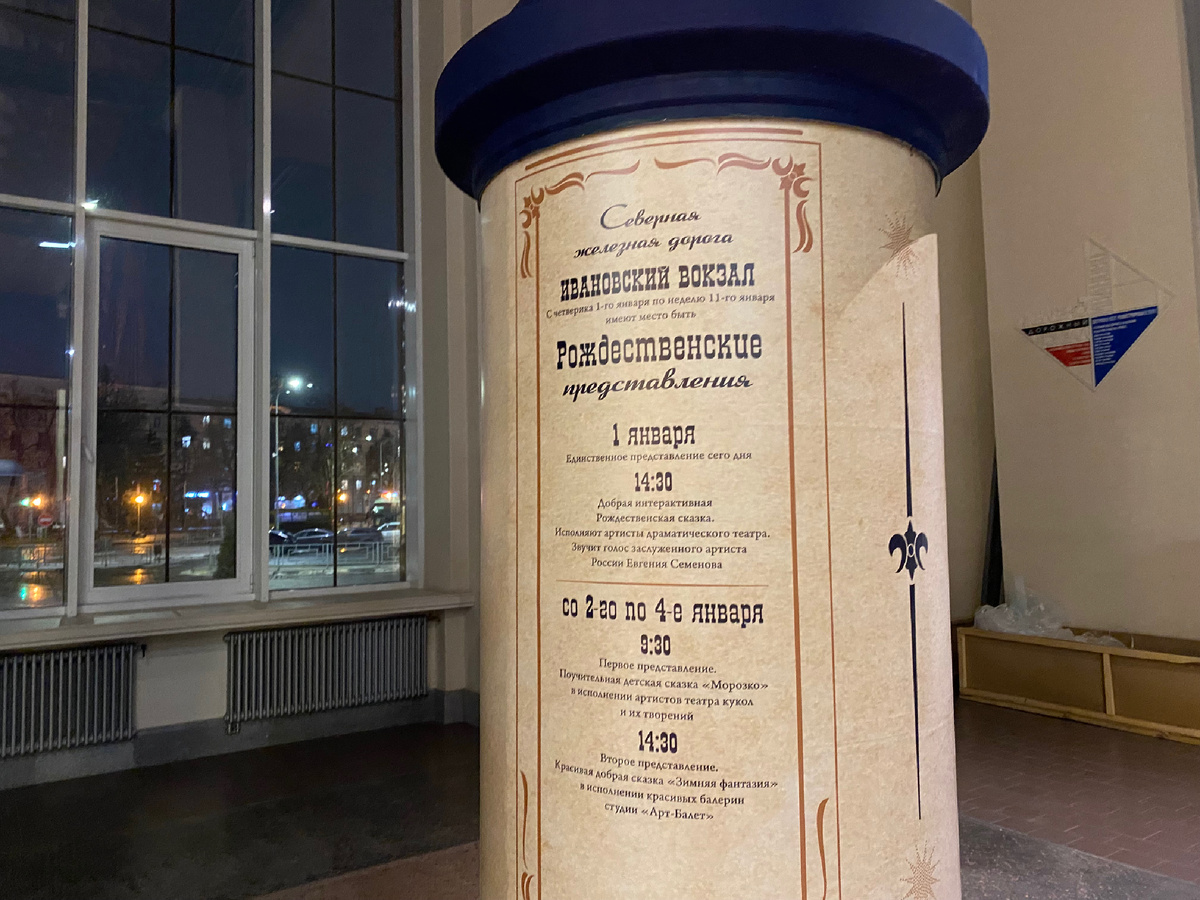 Северная
железная дорога
ИВАНОВСКИЙ ВОКЗАЛ
С четверика 1-го января по неделю 11-го января
имеют место быть
Рождественские
представления
1 января
Единственное представление сего дня
14:30
Добрая интерактивная
Рождественская сказка.
Исполняют артисты драматического театра.
Звучит голос заслуженного артиста
России Евгения Семенова
со 2-го по 4-е января
9:30
Первое представление.
Поучительная детская сказка «Морозко»
в исполнении артистов театра кукол
и их творений
14:30
Второе представление.
Красивая добрая сказка «Зимняя фантазия»
в исполнении красивых балерин
студии «Арт-Балет»
ДОРОЖНЫЙ